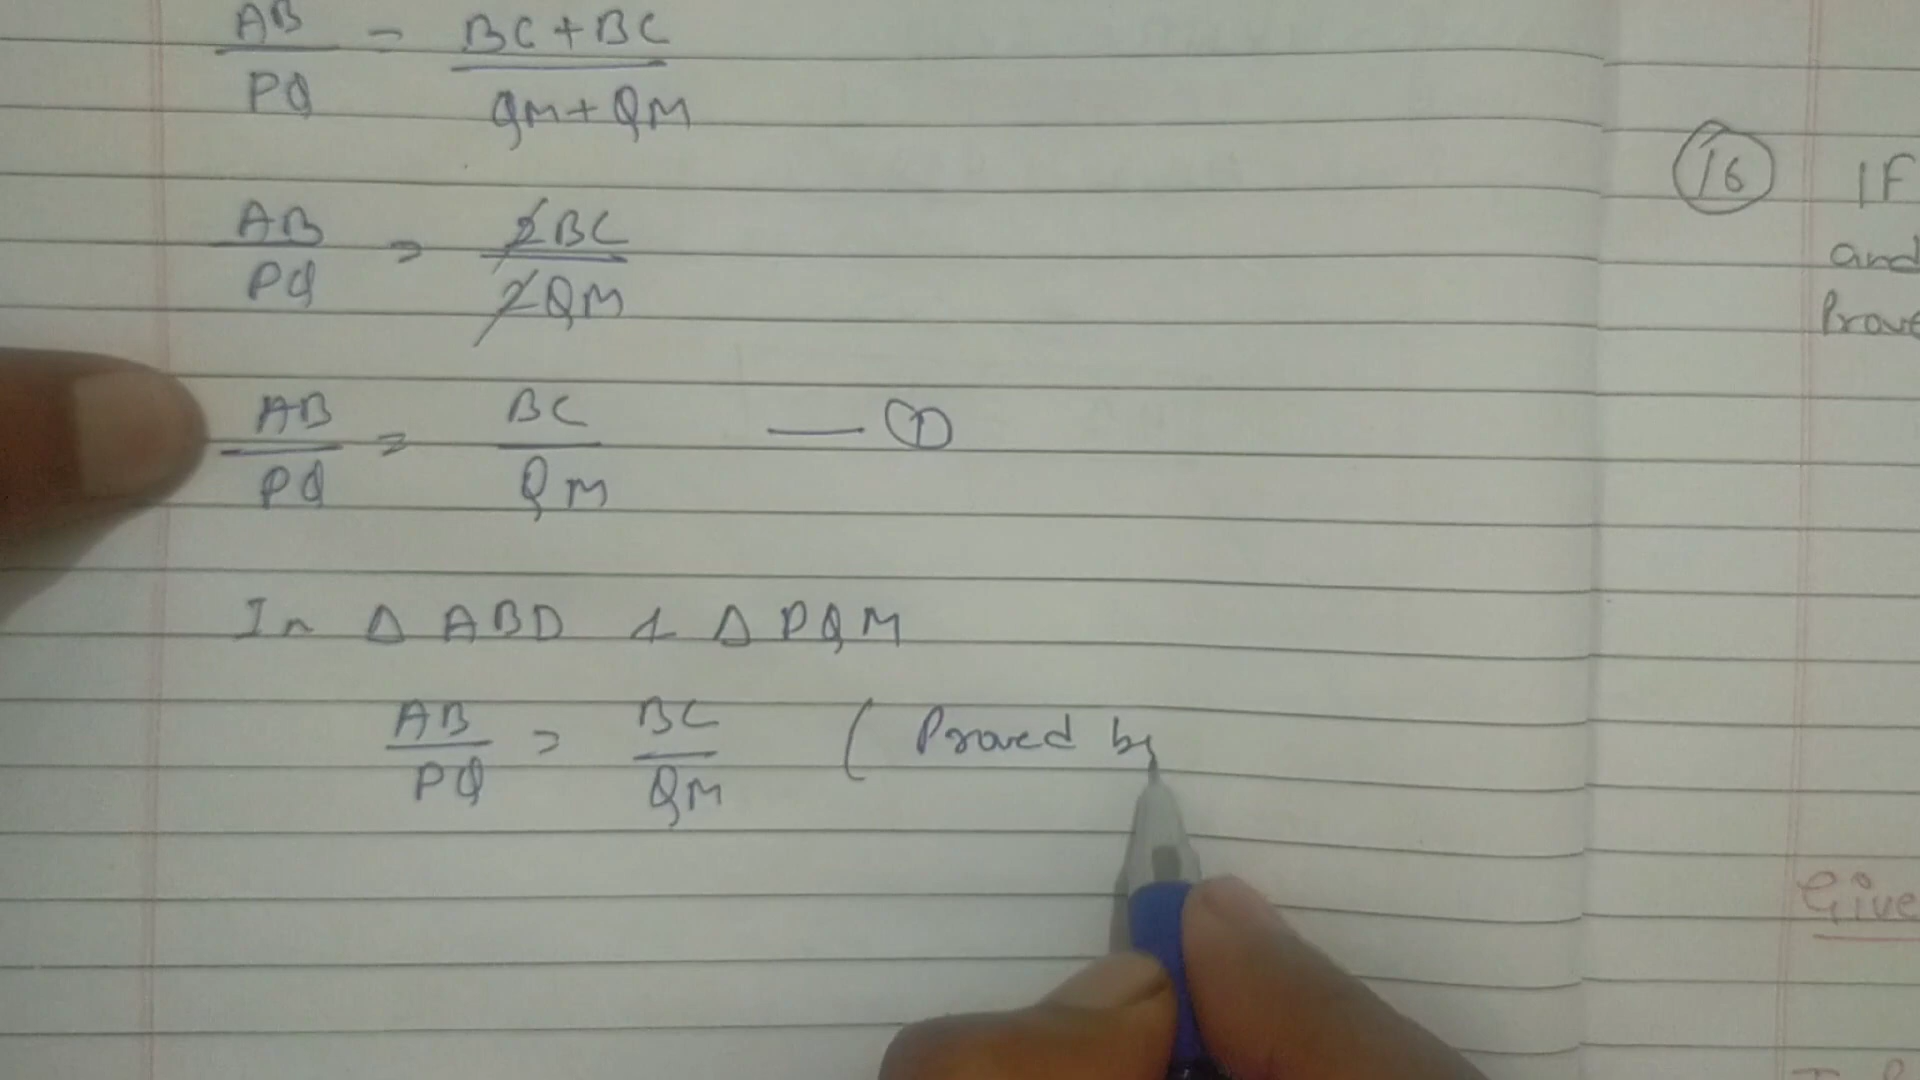 AB/PQ = BC+BC/QM+QM
AB/PQ = 2BC/2QM
AB/PQ = BC/QM — ①
In Δ ABD & Δ PQM
AB/PQ = BC/QM (Proved by
16 If
and
Prove
Give